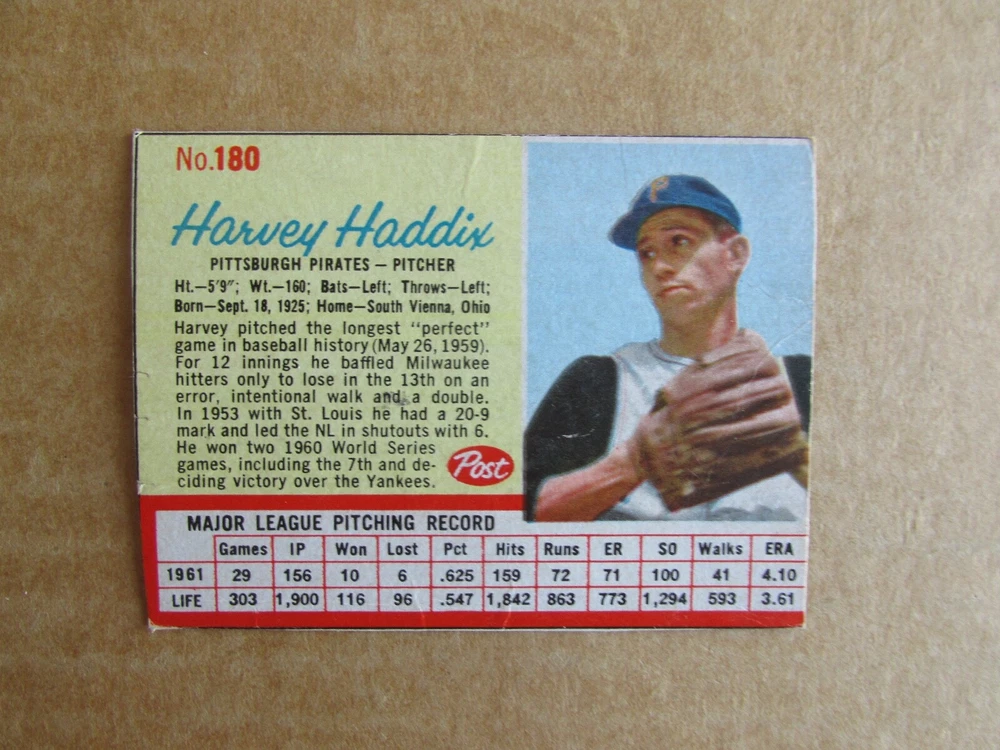 No.180
Harvey Haddix
PITTSBURGH PIRATES – PITCHER
Ht.—5'9"; Wt.—160; Bats—Left; Throws—Left;
Born—Sept. 18, 1925; Home—South Vienna, Ohio
Harvey pitched the longest "perfect"
game in baseball history (May 26, 1959).
For 12 innings he baffled Milwaukee
hitters only to lose in the 13th on an
error, intentional walk and a double.
In 1953 with St. Louis he had a 20-9
mark and led the NL in shutouts with 6.
He won two 1960 World Series
games, including the 7th and de-
ciding victory over the Yankees.
Post
P
MAJOR LEAGUE PITCHING RECORD
Games IP Won Lost Pct Hits Runs ER SO Walks ERA
1961 29 156 10 6 .625 159 72 71 100 41 4.10
LIFE 303 1,900 116 96 .547 1,842 863 773 1,294 593 3.61